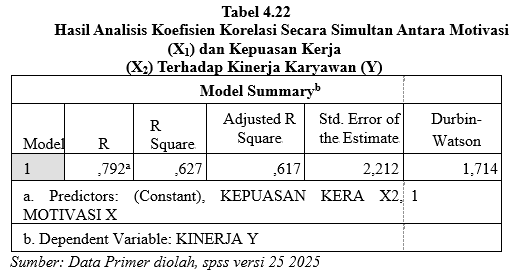 Tabel 4.22
Hasil Analisis Koefisien Korelasi Secara Simultan Antara Motivasi
(X₁) dan Kepuasan Kerja
(X₂) Terhadap Kinerja Karyawan (Y)
Model Summaryᵇ
Model R R Square Adjusted R Square Std. Error of the Estimate Durbin-Watson
1 ,792ᵃ ,627 ,617 2,212 1,714
a. Predictors: (Constant), KEPUASAN KERA X2, 1
MOTIVASI X
b. Dependent Variable: KINERJA Y
Sumber: Data Primer diolah, spss versi 25 2025